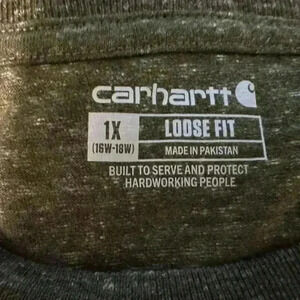 carhartt
1X LOOSE FIT
(16W-18W) MADE IN PAKISTAN
BUILT TO SERVE AND PROTECT
HARDWORKING PEOPLE